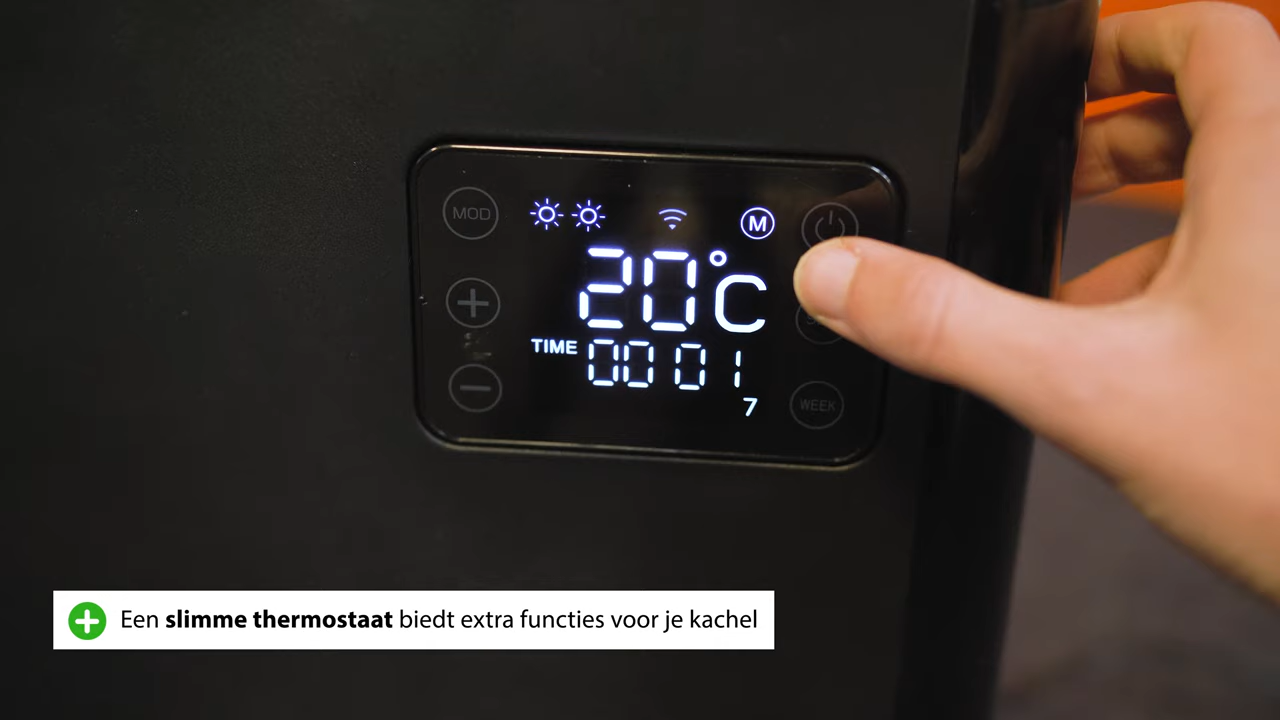 MOD
M
20°C
TIME 00 01
7
WEEK
Een slimme thermostaat biedt extra functies voor je kachel